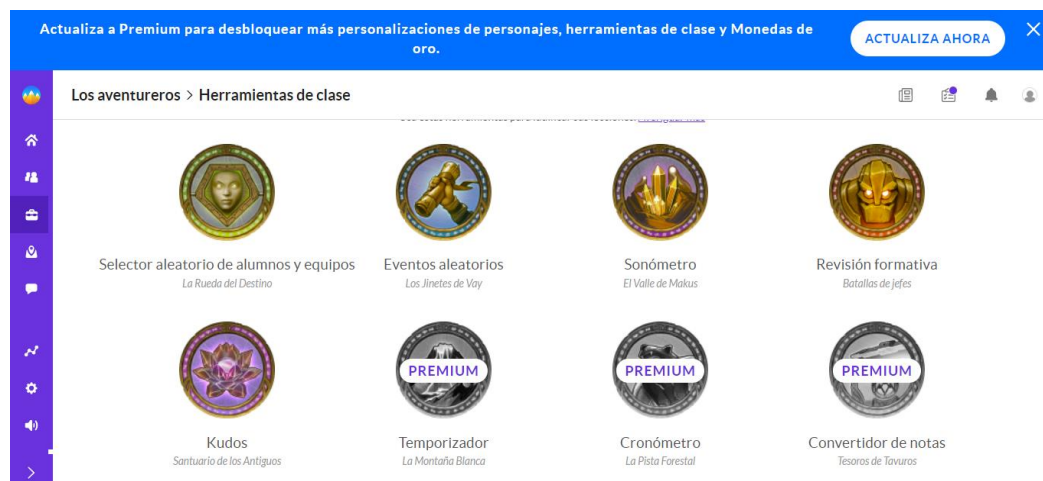 Actualiza a Premium para desbloquear más personalizaciones de personajes, herramientas de clase y Monedas de
oro.
ACTUALIZA AHORA
Los aventureros > Herramientas de clase
Selector aleatorio de alumnos y equipos
La Rueda del Destino
Eventos aleatorios
Los Jinetes de Vay
Sonómetro
El Valle de Makus
Revisión formativa
Batallas de jefes
Kudos
Santuario de los Antiguos
PREMIUM
Temporizador
La Montaña Blanca
PREMIUM
Cronómetro
La Pista Forestal
PREMIUM
Convertidor de notas
Tesoros de Tavuros